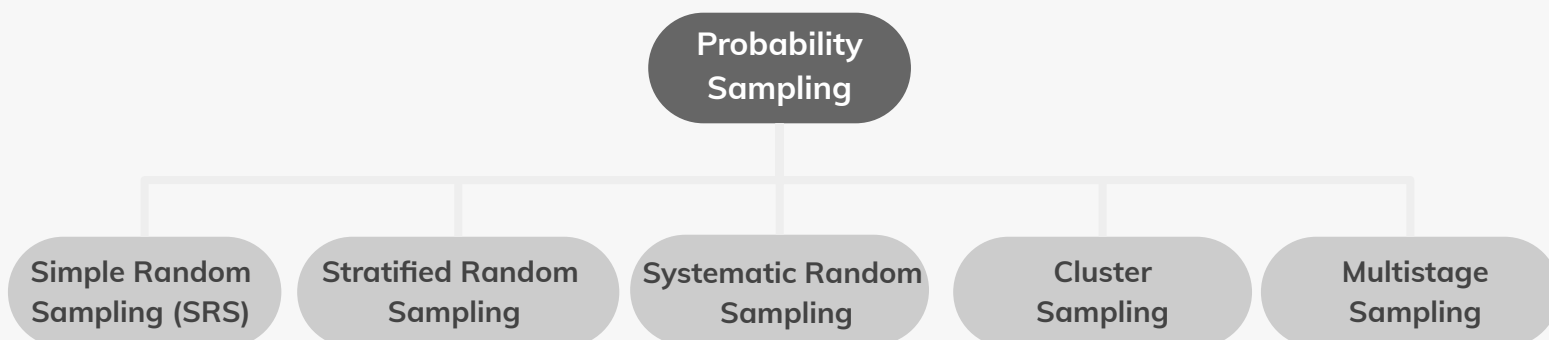 Probability
Sampling
Simple Random
Sampling (SRS)
Stratified Random
Sampling
Systematic Random
Sampling
Cluster
Sampling
Multistage
Sampling